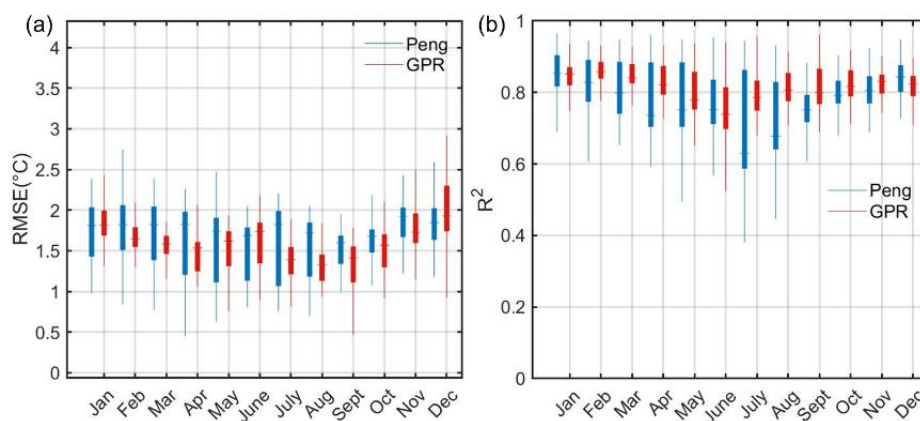 (a)
Peng
GPR
RMSE(°C)
4
3.5
3
2.5
2
1.5
1
0.5
0
Jan Feb Mar Apr May June July Aug Sept Oct Nov Dec
(b)
Peng
GPR
R²
1
0.8
0.6
0.4
0.2
0
Jan Feb Mar Apr May June July Aug Sept Oct Nov Dec